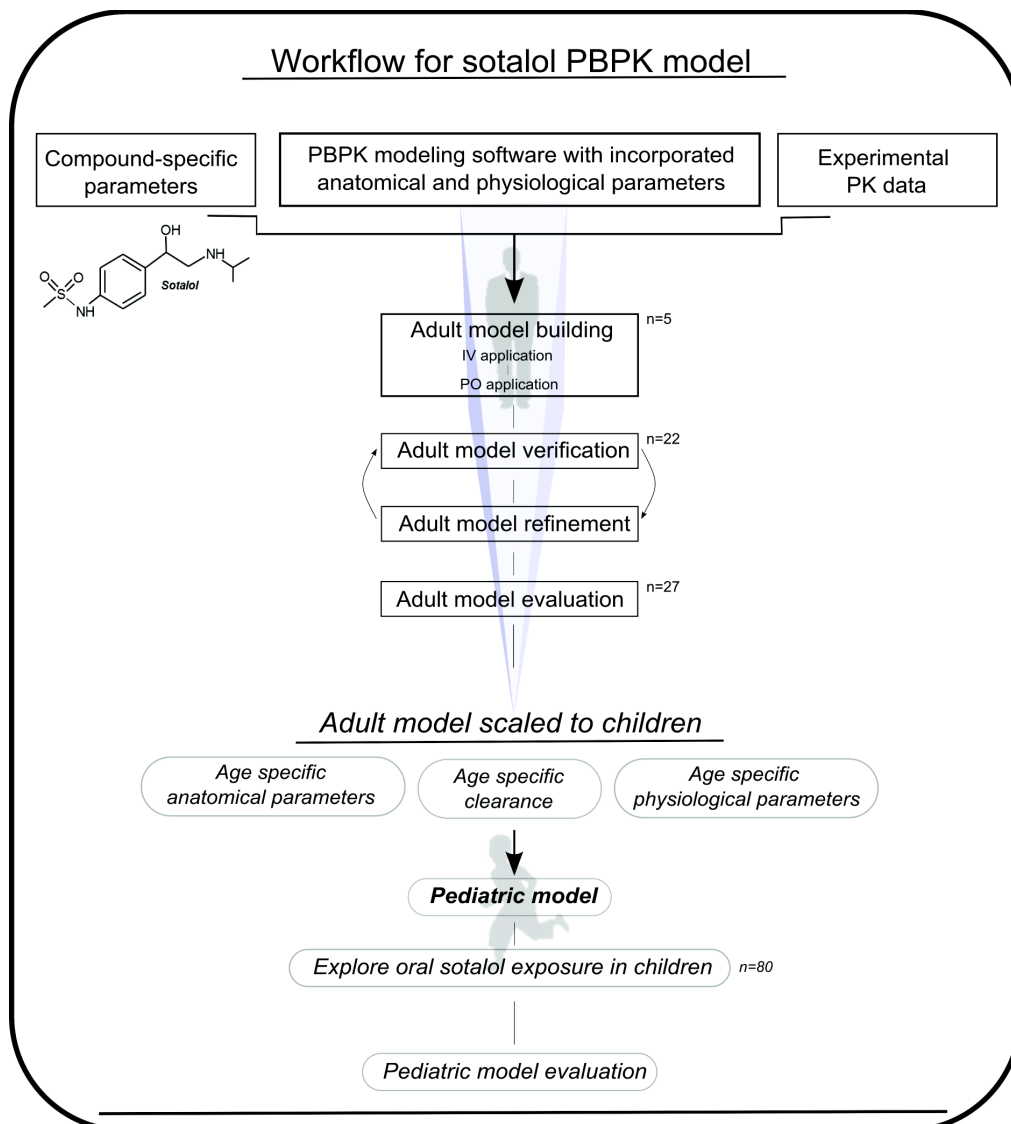 Workflow for sotalol PBPK model
Compound-specific
parameters
PBPK modeling software with incorporated
anatomical and physiological parameters
Experimental
PK data
OH
NH
O
O
S
NH
Sotalol
Adult model building
n=5
IV application
PO application
Adult model verification
n=22
Adult model refinement
Adult model evaluation
n=27
Adult model scaled to children
Age specific
anatomical parameters
Age specific
clearance
Age specific
physiological parameters
Pediatric model
Explore oral sotalol exposure in children
n=80
Pediatric model evaluation